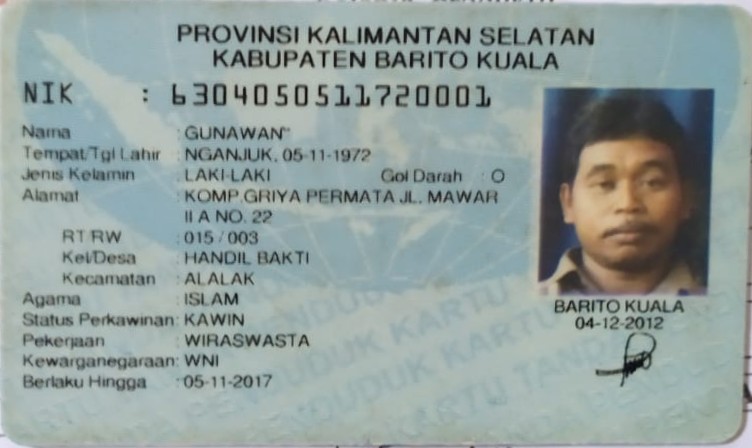 PROVINSI KALIMANTAN SELATAN
KABUPATEN BARITO KUALA
NIK : 6304050511720001
Nama : GUNAWAN"
Tempat/Tgl Lahir : NGANJUK, 05-11-1972
Jenis Kelamin : LAKI-LAKI Gol Darah : O
Alamat : KOMP.GRIYA PERMATA JL. MAWAR
II A NO. 22
RT/RW : 015 / 003
Kel/Desa : HANDIL BAKTI
Kecamatan : ALALAK
Agama : ISLAM
Status Perkawinan : KAWIN
Pekerjaan : WIRASWASTA
Kewarganegaraan : WNI
Berlaku Hingga : 05-11-2017
BARITO KUALA
04-12-2012